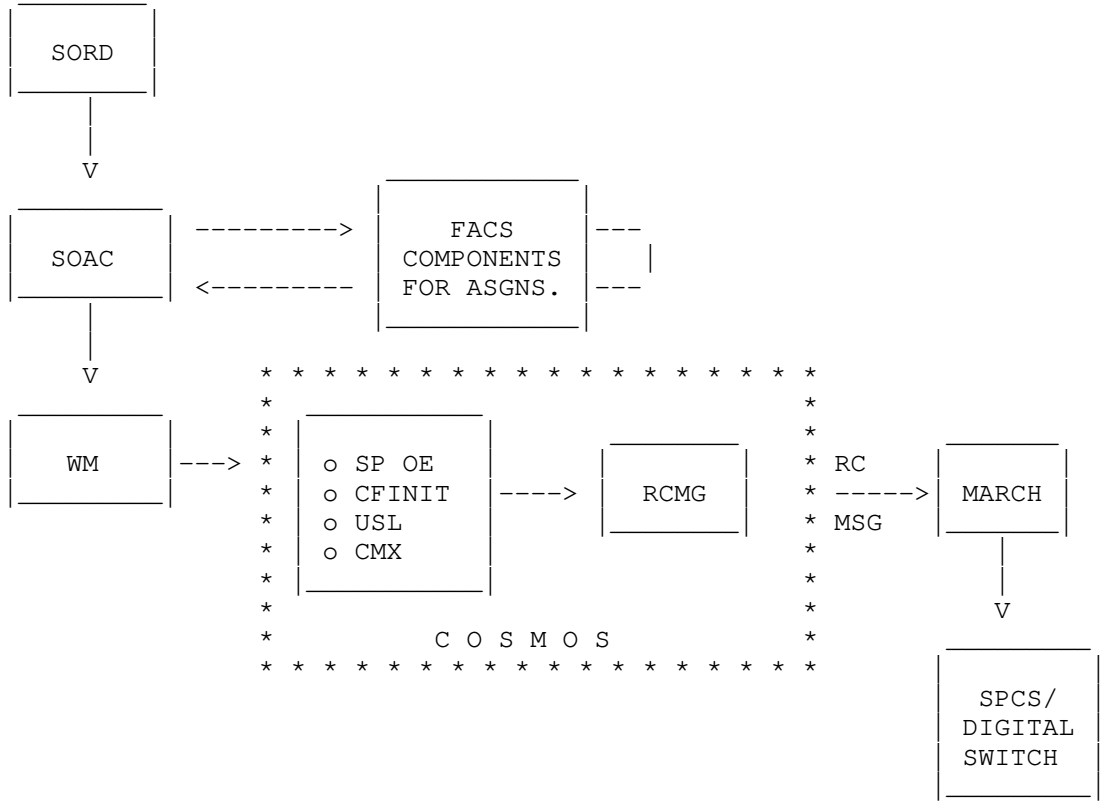 SORD
V
FACS
COMPONENTS
FOR ASGNS.
SOAC
V
WM
o SP OE
o CFINIT
o USL
o CMX
RCMG
RC
MSG
MARCH
V
C O S M O S
SPCS/
DIGITAL
SWITCH